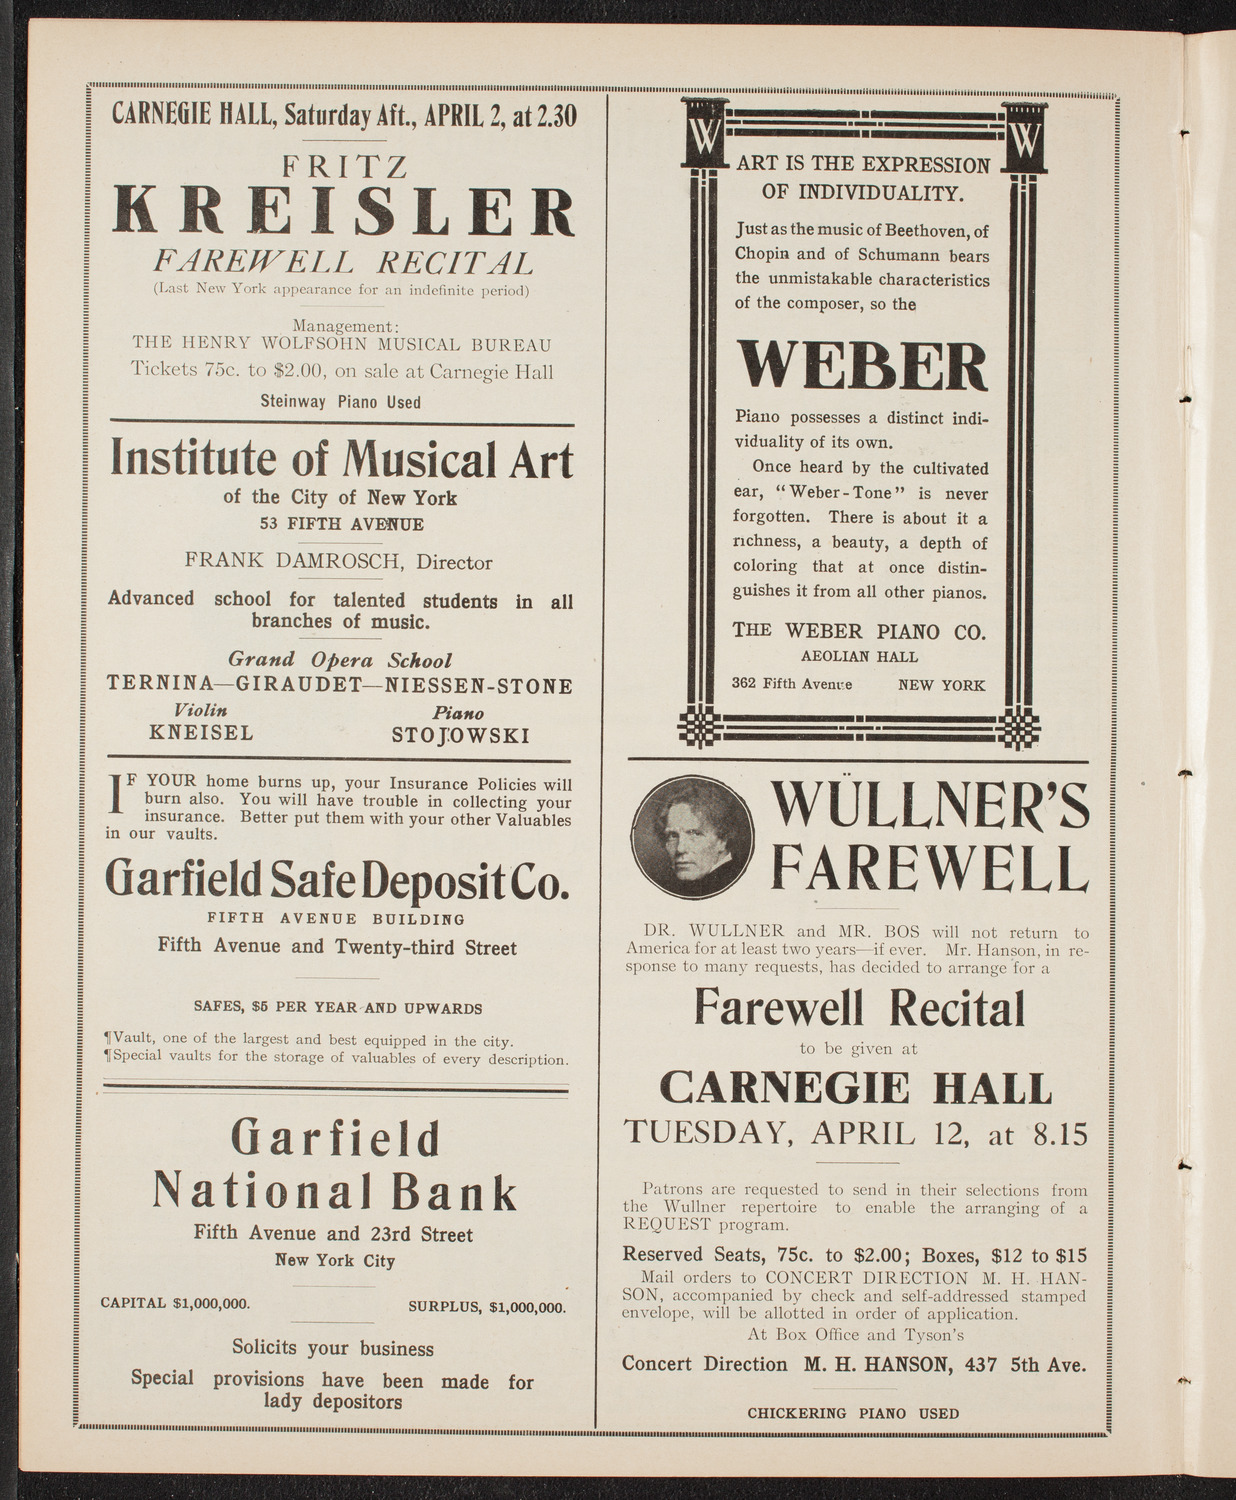 CARNEGIE HALL, Saturday Aft., APRIL 2, at 2.30
FRITZ
KREISLER
FAREWELL RECITAL
(Last New York appearance for an indefinite period)
Management:
THE HENRY WOLFSOHN MUSICAL BUREAU
Tickets 75c. to $2.00, on sale at Carnegie Hall
Steinway Piano Used
Institute of Musical Art
of the City of New York
53 FIFTH AVENUE
FRANK DAMROSCH, Director
Advanced school for talented students in all
branches of music.
Grand Opera School
TERNINA—GIRAUDET—NIESSEN-STONE
Violin Piano
KNEISEL STOJOWSKI
IF YOUR home burns up, your Insurance Policies will
burn also. You will have trouble in collecting your
insurance. Better put them with your other Valuables
in our vaults.
Garfield Safe Deposit Co.
FIFTH AVENUE BUILDING
Fifth Avenue and Twenty-third Street
SAFES, $5 PER YEAR AND UPWARDS
¶Vault, one of the largest and best equipped in the city.
¶Special vaults for the storage of valuables of every description.
Garfield
National Bank
Fifth Avenue and 23rd Street
New York City
CAPITAL $1,000,000. SURPLUS, $1,000,000.
Solicits your business
Special provisions have been made for
lady depositors
W W
ART IS THE EXPRESSION
OF INDIVIDUALITY.
Just as the music of Beethoven, of
Chopin and of Schumann bears
the unmistakable characteristics
of the composer, so the
WEBER
Piano possesses a distinct indi-
viduality of its own.
Once heard by the cultivated
ear, "Weber-Tone" is never
forgotten. There is about it a
richness, a beauty, a depth of
coloring that at once distin-
guishes it from all other pianos.
THE WEBER PIANO CO.
AEOLIAN HALL
362 Fifth Avenue NEW YORK
WÜLLNER'S
FAREWELL
DR. WULLNER and MR. BOS will not return to
America for at least two years—if ever. Mr. Hanson, in re-
sponse to many requests, has decided to arrange for a
Farewell Recital
to be given at
CARNEGIE HALL
TUESDAY, APRIL 12, at 8.15
Patrons are requested to send in their selections from
the Wullner repertoire to enable the arranging of a
REQUEST program.
Reserved Seats, 75c. to $2.00; Boxes, $12 to $15
Mail orders to CONCERT DIRECTION M. H. HAN-
SON, accompanied by check and self-addressed stamped
envelope, will be allotted in order of application.
At Box Office and Tyson's
Concert Direction M. H. HANSON, 437 5th Ave.
CHICKERING PIANO USED